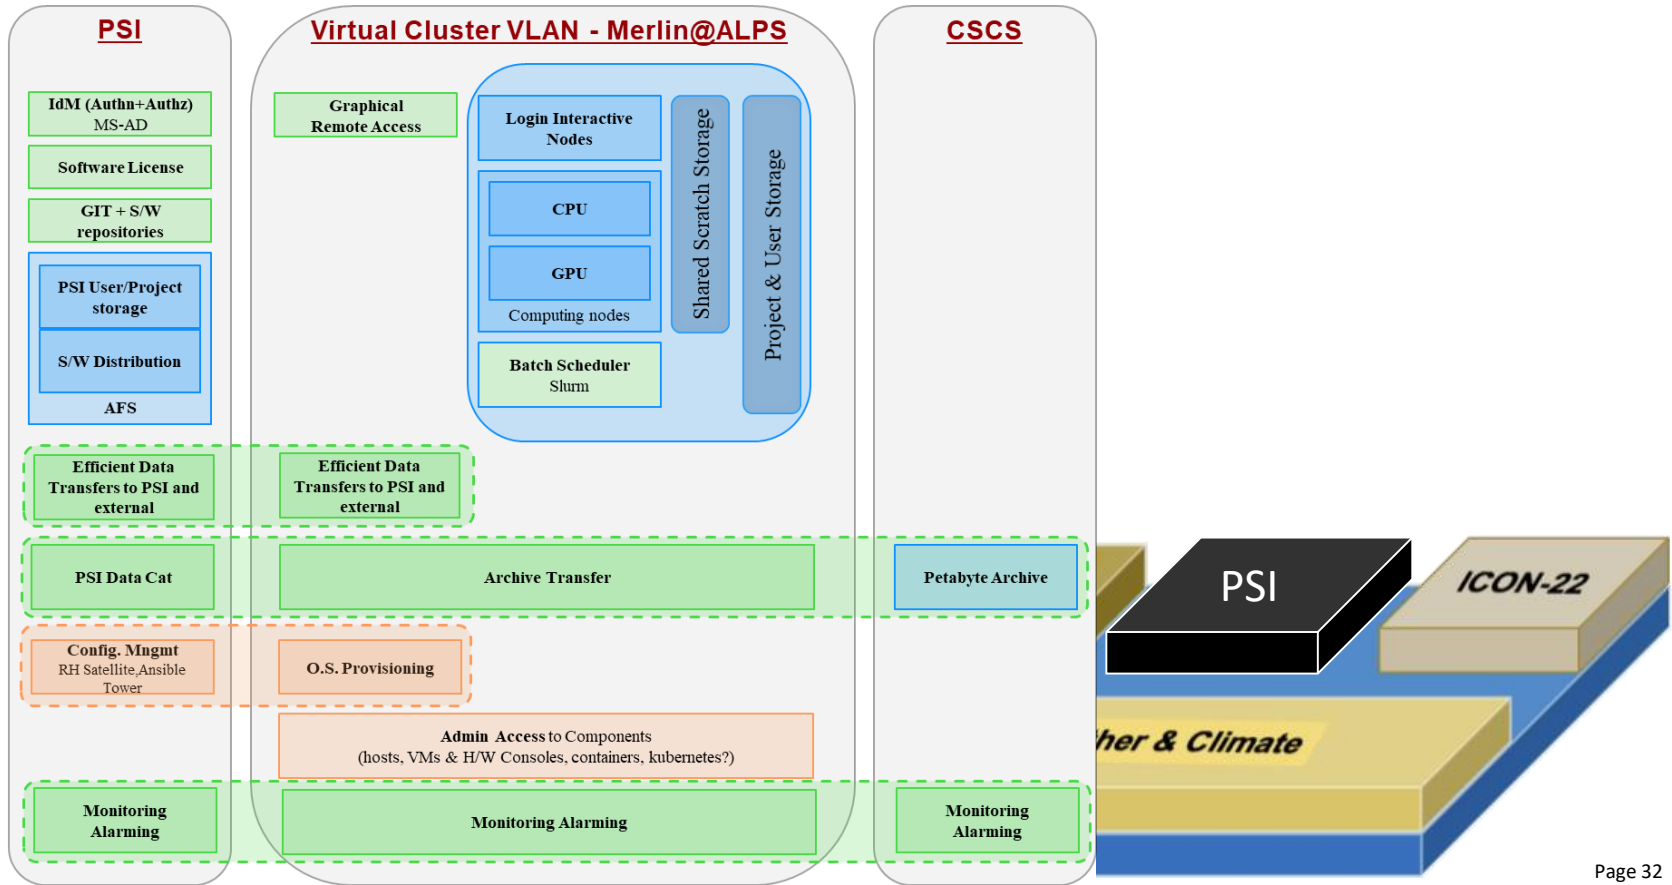 PSI
Virtual Cluster VLAN - Merlin@ALPS
CSCS
IdM (Authn+Authz)
MS-AD
Software License
GIT + S/W
repositories
PSI User/Project
storage
S/W Distribution
AFS
Graphical
Remote Access
Login Interactive
Nodes
CPU
GPU
Computing nodes
Batch Scheduler
Slurm
Shared Scratch Storage
Project & User Storage
Efficient Data
Transfers to PSI and
external
Efficient Data
Transfers to PSI and
external
PSI Data Cat
Archive Transfer
Petabyte Archive
Config. Mngmt
RH Satellite,Ansible
Tower
O.S. Provisioning
Admin Access to Components
(hosts, VMs & H/W Consoles, containers, kubernetes?)
Monitoring
Alarming
Monitoring Alarming
Monitoring
Alarming
PSI
ICON-22
ther & Climate
Page 32